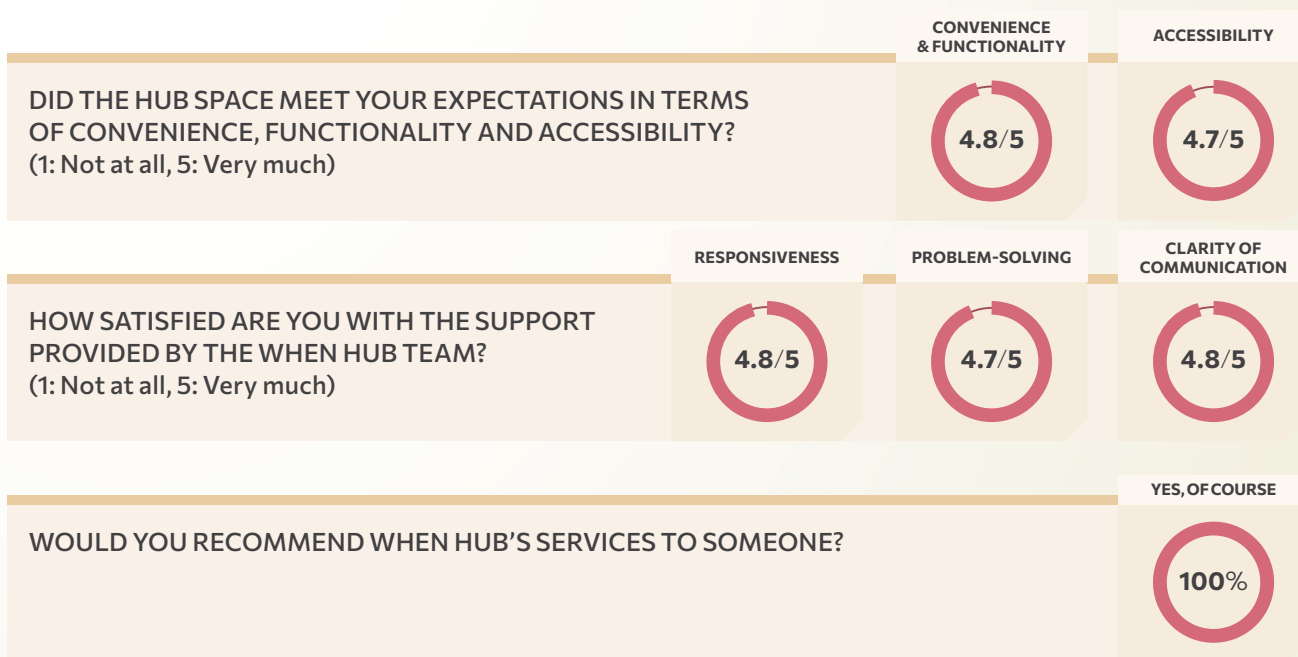 CONVENIENCE
& FUNCTIONALITY
ACCESSIBILITY
DID THE HUB SPACE MEET YOUR EXPECTATIONS IN TERMS
OF CONVENIENCE, FUNCTIONALITY AND ACCESSIBILITY?
(1: Not at all, 5: Very much)
4.8/5
4.7/5
RESPONSIVENESS
PROBLEM-SOLVING
CLARITY OF
COMMUNICATION
HOW SATISFIED ARE YOU WITH THE SUPPORT
PROVIDED BY THE WHEN HUB TEAM?
(1: Not at all, 5: Very much)
4.8/5
4.7/5
4.8/5
YES, OF COURSE
WOULD YOU RECOMMEND WHEN HUB'S SERVICES TO SOMEONE?
100%